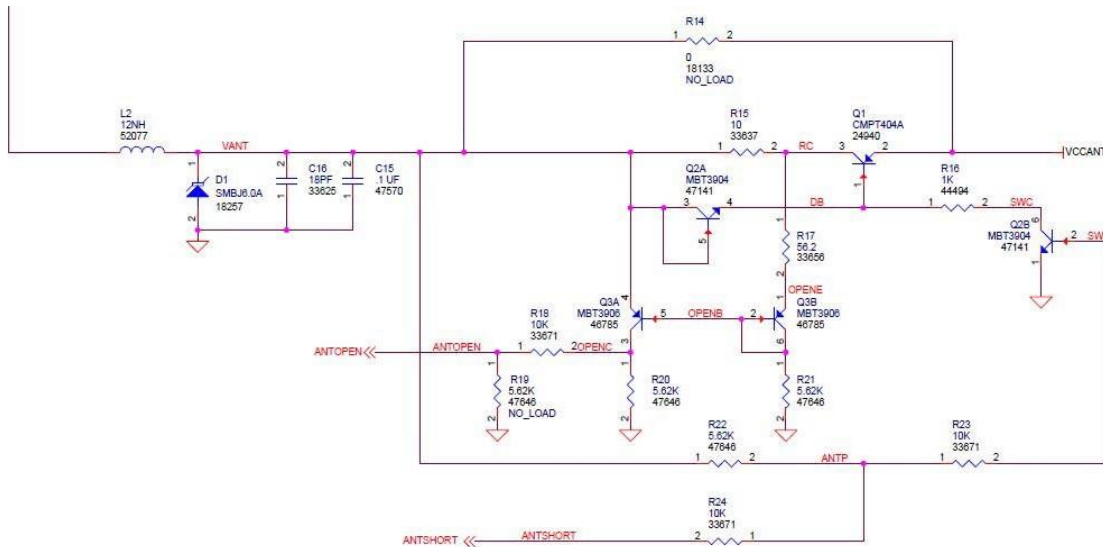 R14
1 2
0
18133
NO_LOAD
L2
12NH
52077
VANT
1
D1
SMBJ6.0A
18257
2
2
C16
18PF
33625
1
2
C15
.1 UF
47570
1
R15
10
33637
1 2
RC
Q1
CMPT404A
24940
3 2
1
VCCANT
Q2A
MBT3904
47141
3 4
5
DB
R16
1K
44494
1 2
SWC
6
Q2B
MBT3904
47141
2
SW
1
1
R17
56.2
33656
2
OPENE
4
Q3A
MBT3906
46785
5
OPENB
3
1
Q3B
MBT3906
46785
2
6
R18
10K
33671
1 2
OPENC
ANTOPEN
ANTOPEN
1
R19
5.62K
47646
NO_LOAD
2
1
R20
5.62K
47646
2
1
R21
5.62K
47646
2
R22
5.62K
47646
1 2
ANTP
R23
10K
33671
1 2
R24
10K
33671
2 1
ANTSHORT
ANTSHORT